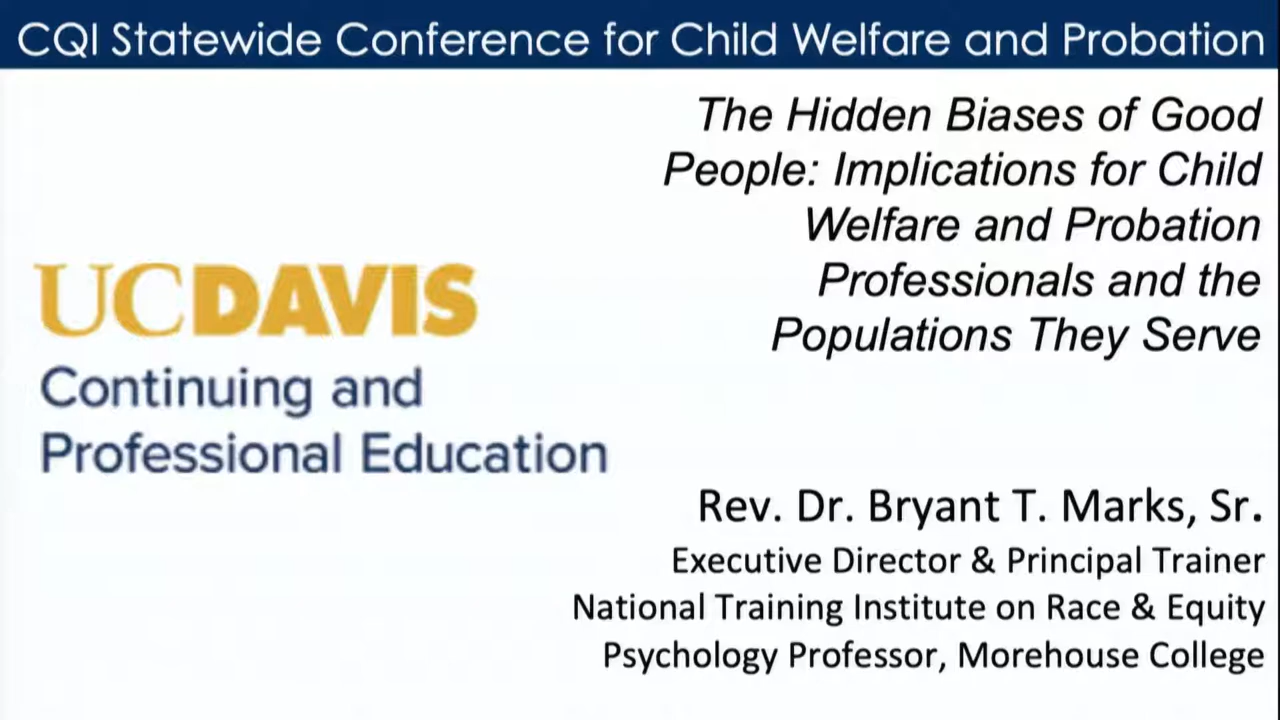 CQI Statewide Conference for Child Welfare and Probation
The Hidden Biases of Good
People: Implications for Child
Welfare and Probation
Professionals and the
Populations They Serve
UCDAVIS
Continuing and
Professional Education
Rev. Dr. Bryant T. Marks, Sr.
Executive Director & Principal Trainer
National Training Institute on Race & Equity
Psychology Professor, Morehouse College